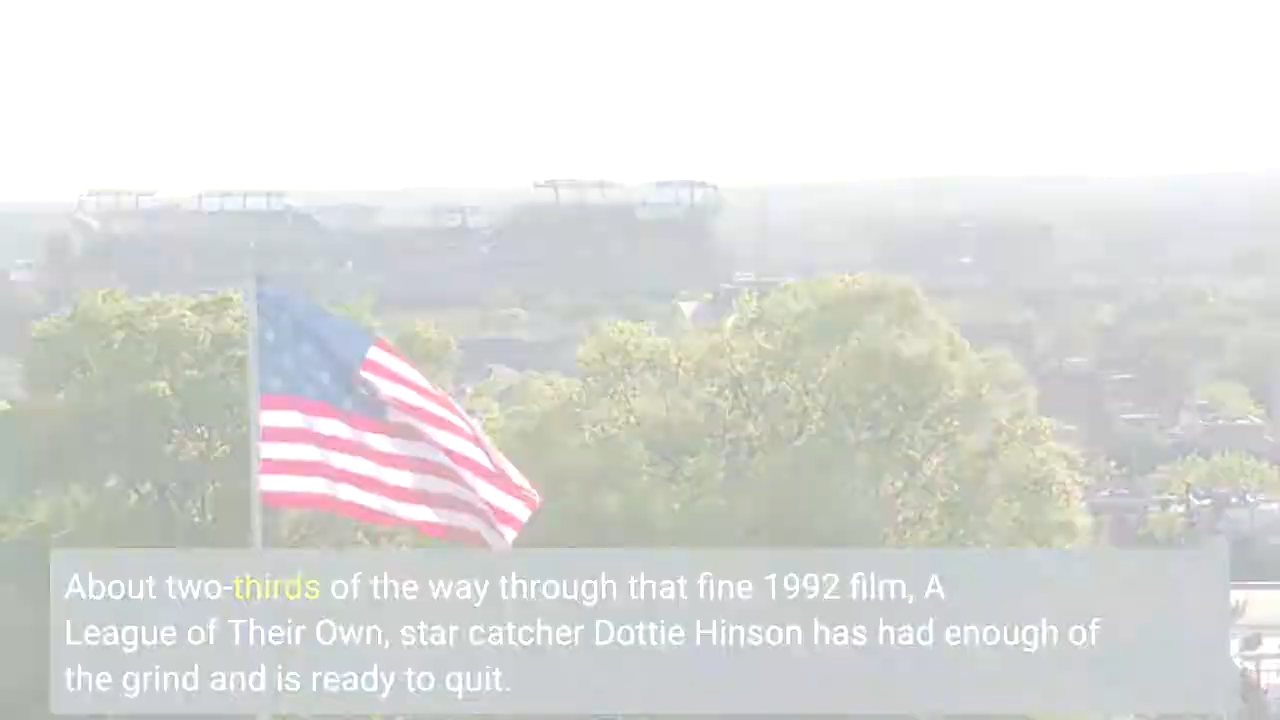 About two-thirds of the way through that fine 1992 film, A
League of Their Own, star catcher Dottie Hinson has had enough of
the grind and is ready to quit.